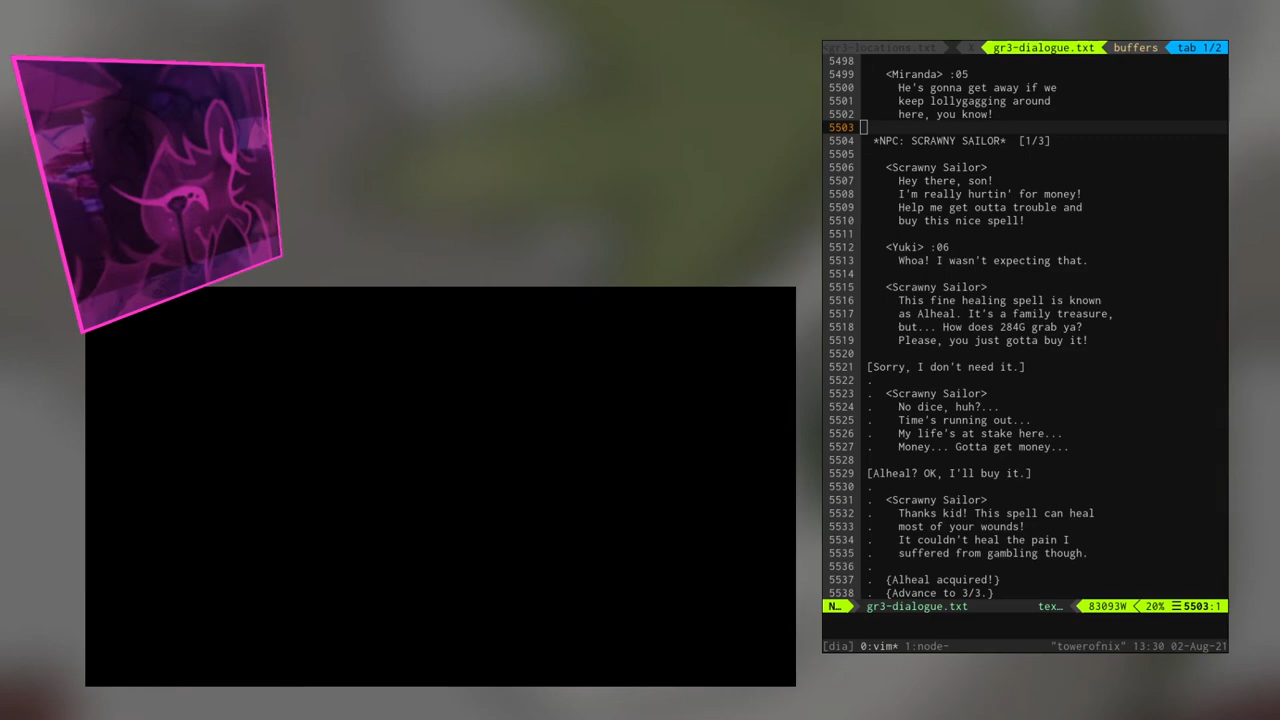 <gr3-locations.txt X gr3-dialogue.txt buffers tab 1/2
5498
5499 <Miranda> :05
5500 He's gonna get away if we
5501 keep lollygagging around
5502 here, you know!
5503
5504 *NPC: SCRAWNY SAILOR* [1/3]
5505
5506 <Scrawny Sailor>
5507 Hey there, son!
5508 I'm really hurtin' for money!
5509 Help me get outta trouble and
5510 buy this nice spell!
5511
5512 <Yuki> :06
5513 Whoa! I wasn't expecting that.
5514
5515 <Scrawny Sailor>
5516 This fine healing spell is known
5517 as Alheal. It's a family treasure,
5518 but... How does 284G grab ya?
5519 Please, you just gotta buy it!
5520
5521 [Sorry, I don't need it.]
5522 .
5523 . <Scrawny Sailor>
5524 . No dice, huh?...
5525 . Time's running out...
5526 . My life's at stake here...
5527 . Money... Gotta get money...
5528
5529 [Alheal? OK, I'll buy it.]
5530 .
5531 . <Scrawny Sailor>
5532 . Thanks kid! This spell can heal
5533 . most of your wounds!
5534 . It couldn't heal the pain I
5535 . suffered from gambling though.
5536 .
5537 . {Alheal acquired!}
5538 . {Advance to 3/3.}
N… gr3-dialogue.txt tex… 83093W 20% ☰5503:1
[dia] 0:vim* 1:node- "towerofnix" 13:30 02-Aug-21